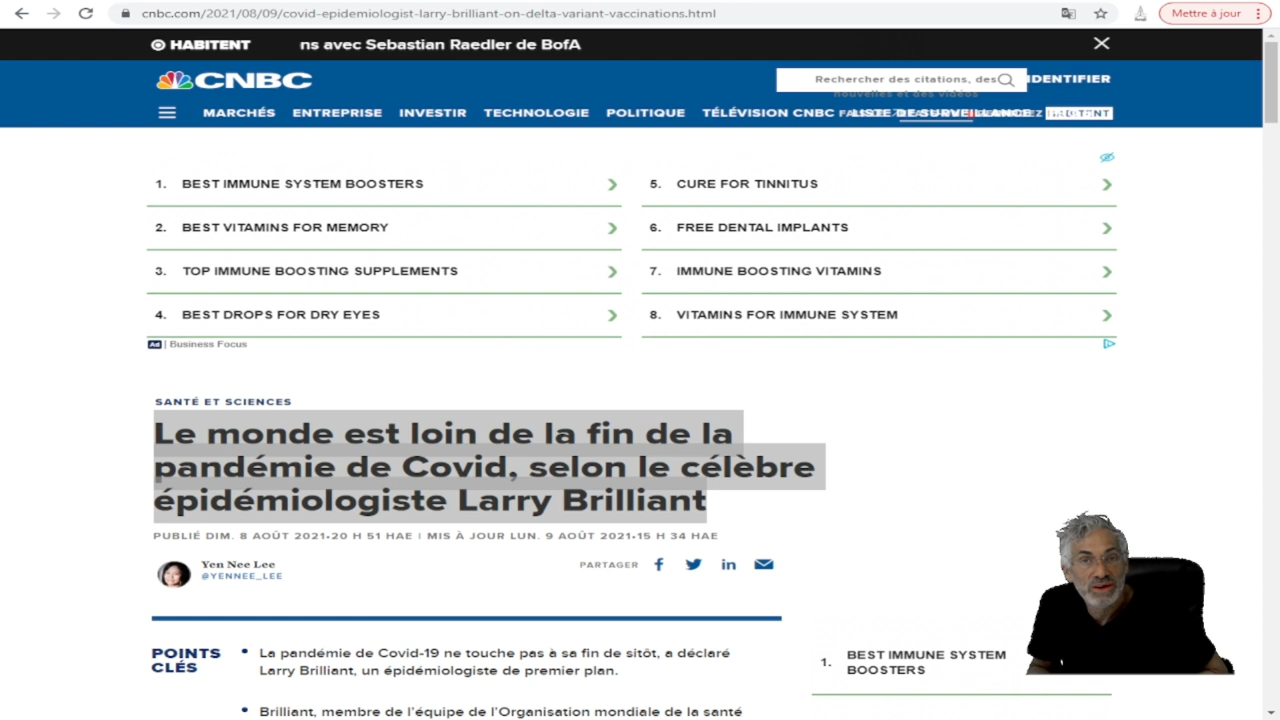 cnbc.com/2021/08/09/covid-epidemiologist-larry-brilliant-on-delta-variant-vaccinations.html
Mettre à jour
HABITENT
ns avec Sebastian Raedler de BofA
CNBC
Rechercher des citations, des
nouvelles et des vidéos
IDENTIFIER
MARCHÉS ENTREPRISE INVESTIR TECHNOLOGIE POLITIQUE TÉLÉVISION CNBC LISTE DE SURVEILLANCE
1. BEST IMMUNE SYSTEM BOOSTERS
2. BEST VITAMINS FOR MEMORY
3. TOP IMMUNE BOOSTING SUPPLEMENTS
4. BEST DROPS FOR DRY EYES
5. CURE FOR TINNITUS
6. FREE DENTAL IMPLANTS
7. IMMUNE BOOSTING VITAMINS
8. VITAMINS FOR IMMUNE SYSTEM
Ad | Business Focus
SANTÉ ET SCIENCES
Le monde est loin de la fin de la
pandémie de Covid, selon le célèbre
épidémiologiste Larry Brilliant
PUBLIÉ DIM. 8 AOÛT 2021•20 H 51 HAE | MIS À JOUR LUN. 9 AOÛT 2021•15 H 34 HAE
Yen Nee Lee
@YENNEE_LEE
PARTAGER
POINTS
CLÉS
• La pandémie de Covid-19 ne touche pas à sa fin de sitôt, a déclaré
Larry Brilliant, un épidémiologiste de premier plan.
• Brilliant, membre de l'équipe de l'Organisation mondiale de la santé
1. BEST IMMUNE SYSTEM
BOOSTERS